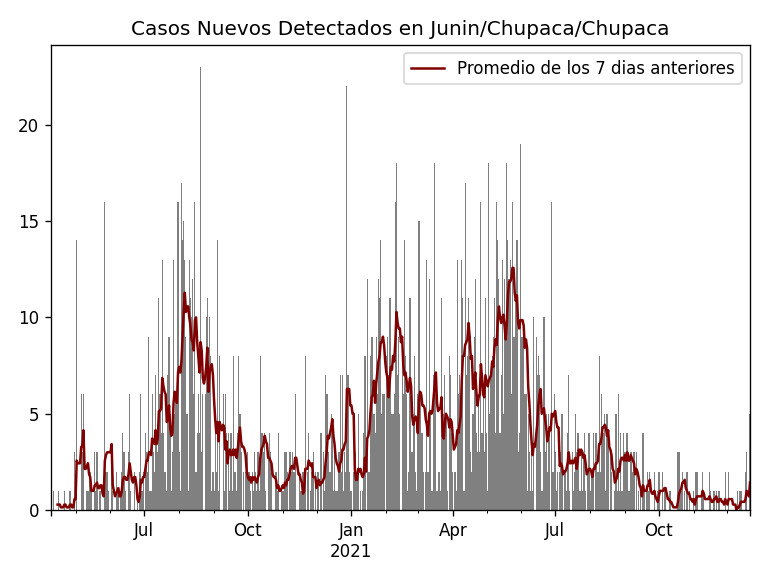 Casos Nuevos Detectados en Junin/Chupaca/Chupaca
Promedio de los 7 dias anteriores
20
15
10
5
0
Jul Oct Jan Apr Jul Oct
2021